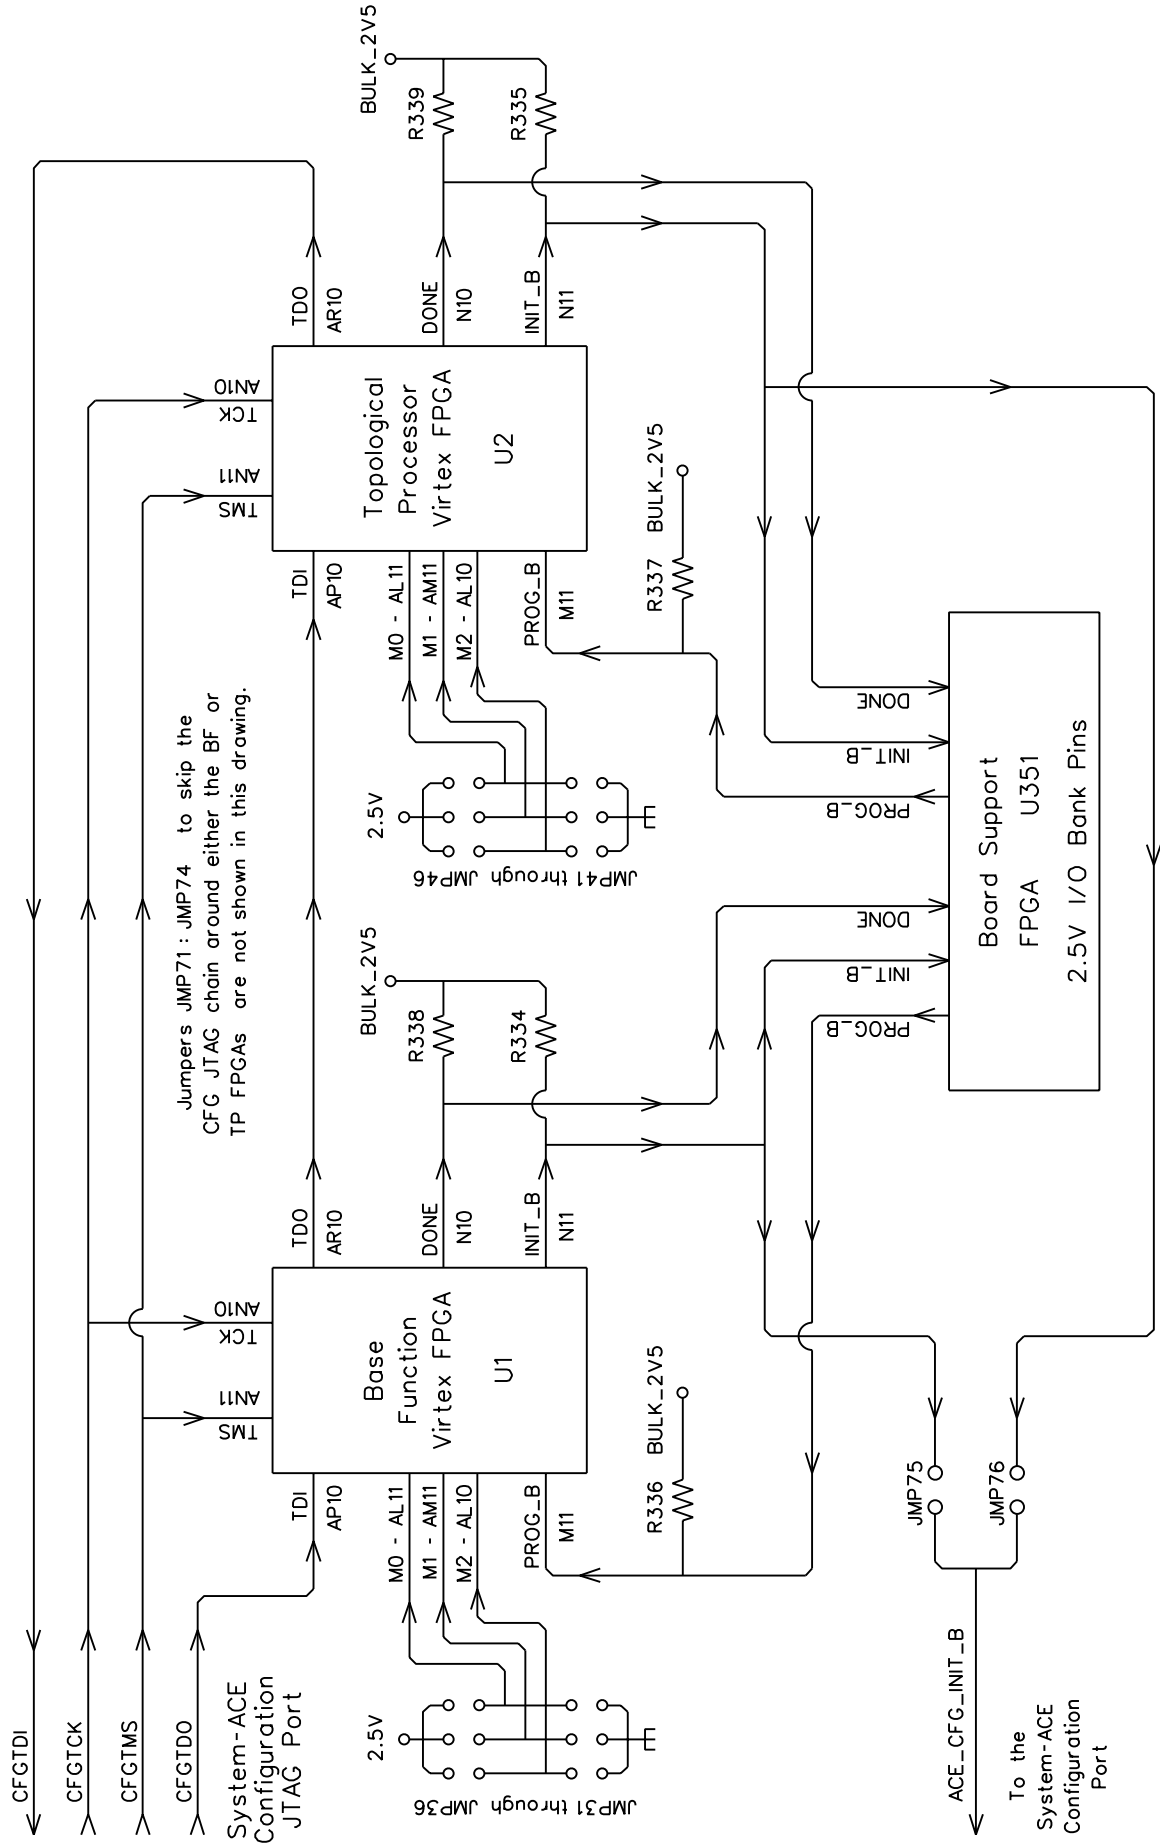 CFGTDI
CFGTCK
CFGTMS
CFGTDO
System-ACE
Configuration
JTAG Port
TDI
AP10
TMS
AN11
TCK
AN10
Base
Function
Virtex FPGA
U1
TDO
AR10
DONE
N10
INIT_B
N11
M0 - AL11
M1 - AM11
M2 - AL10
PROG_B
M11
2.5V
JMP31 through JMP36
R336
BULK_2V5
BULK_2V5
R338
R334
Jumpers JMP71 : JMP74 to skip the
CFG JTAG chain around either the BF or
TP FPGAs are not shown in this drawing.
TDI
AP10
TMS
AN11
TCK
AN10
Topological
Processor
Virtex FPGA
U2
TDO
AR10
DONE
N10
INIT_B
N11
M0 - AL11
M1 - AM11
M2 - AL10
PROG_B
M11
2.5V
JMP41 through JMP46
R337
BULK_2V5
BULK_2V5
R339
R335
PROG_B
INIT_B
DONE
PROG_B
INIT_B
DONE
Board Support
FPGA U351
2.5V I/O Bank Pins
JMP75
JMP76
ACE_CFG_INIT_B
To the
System-ACE
Configuration
Port